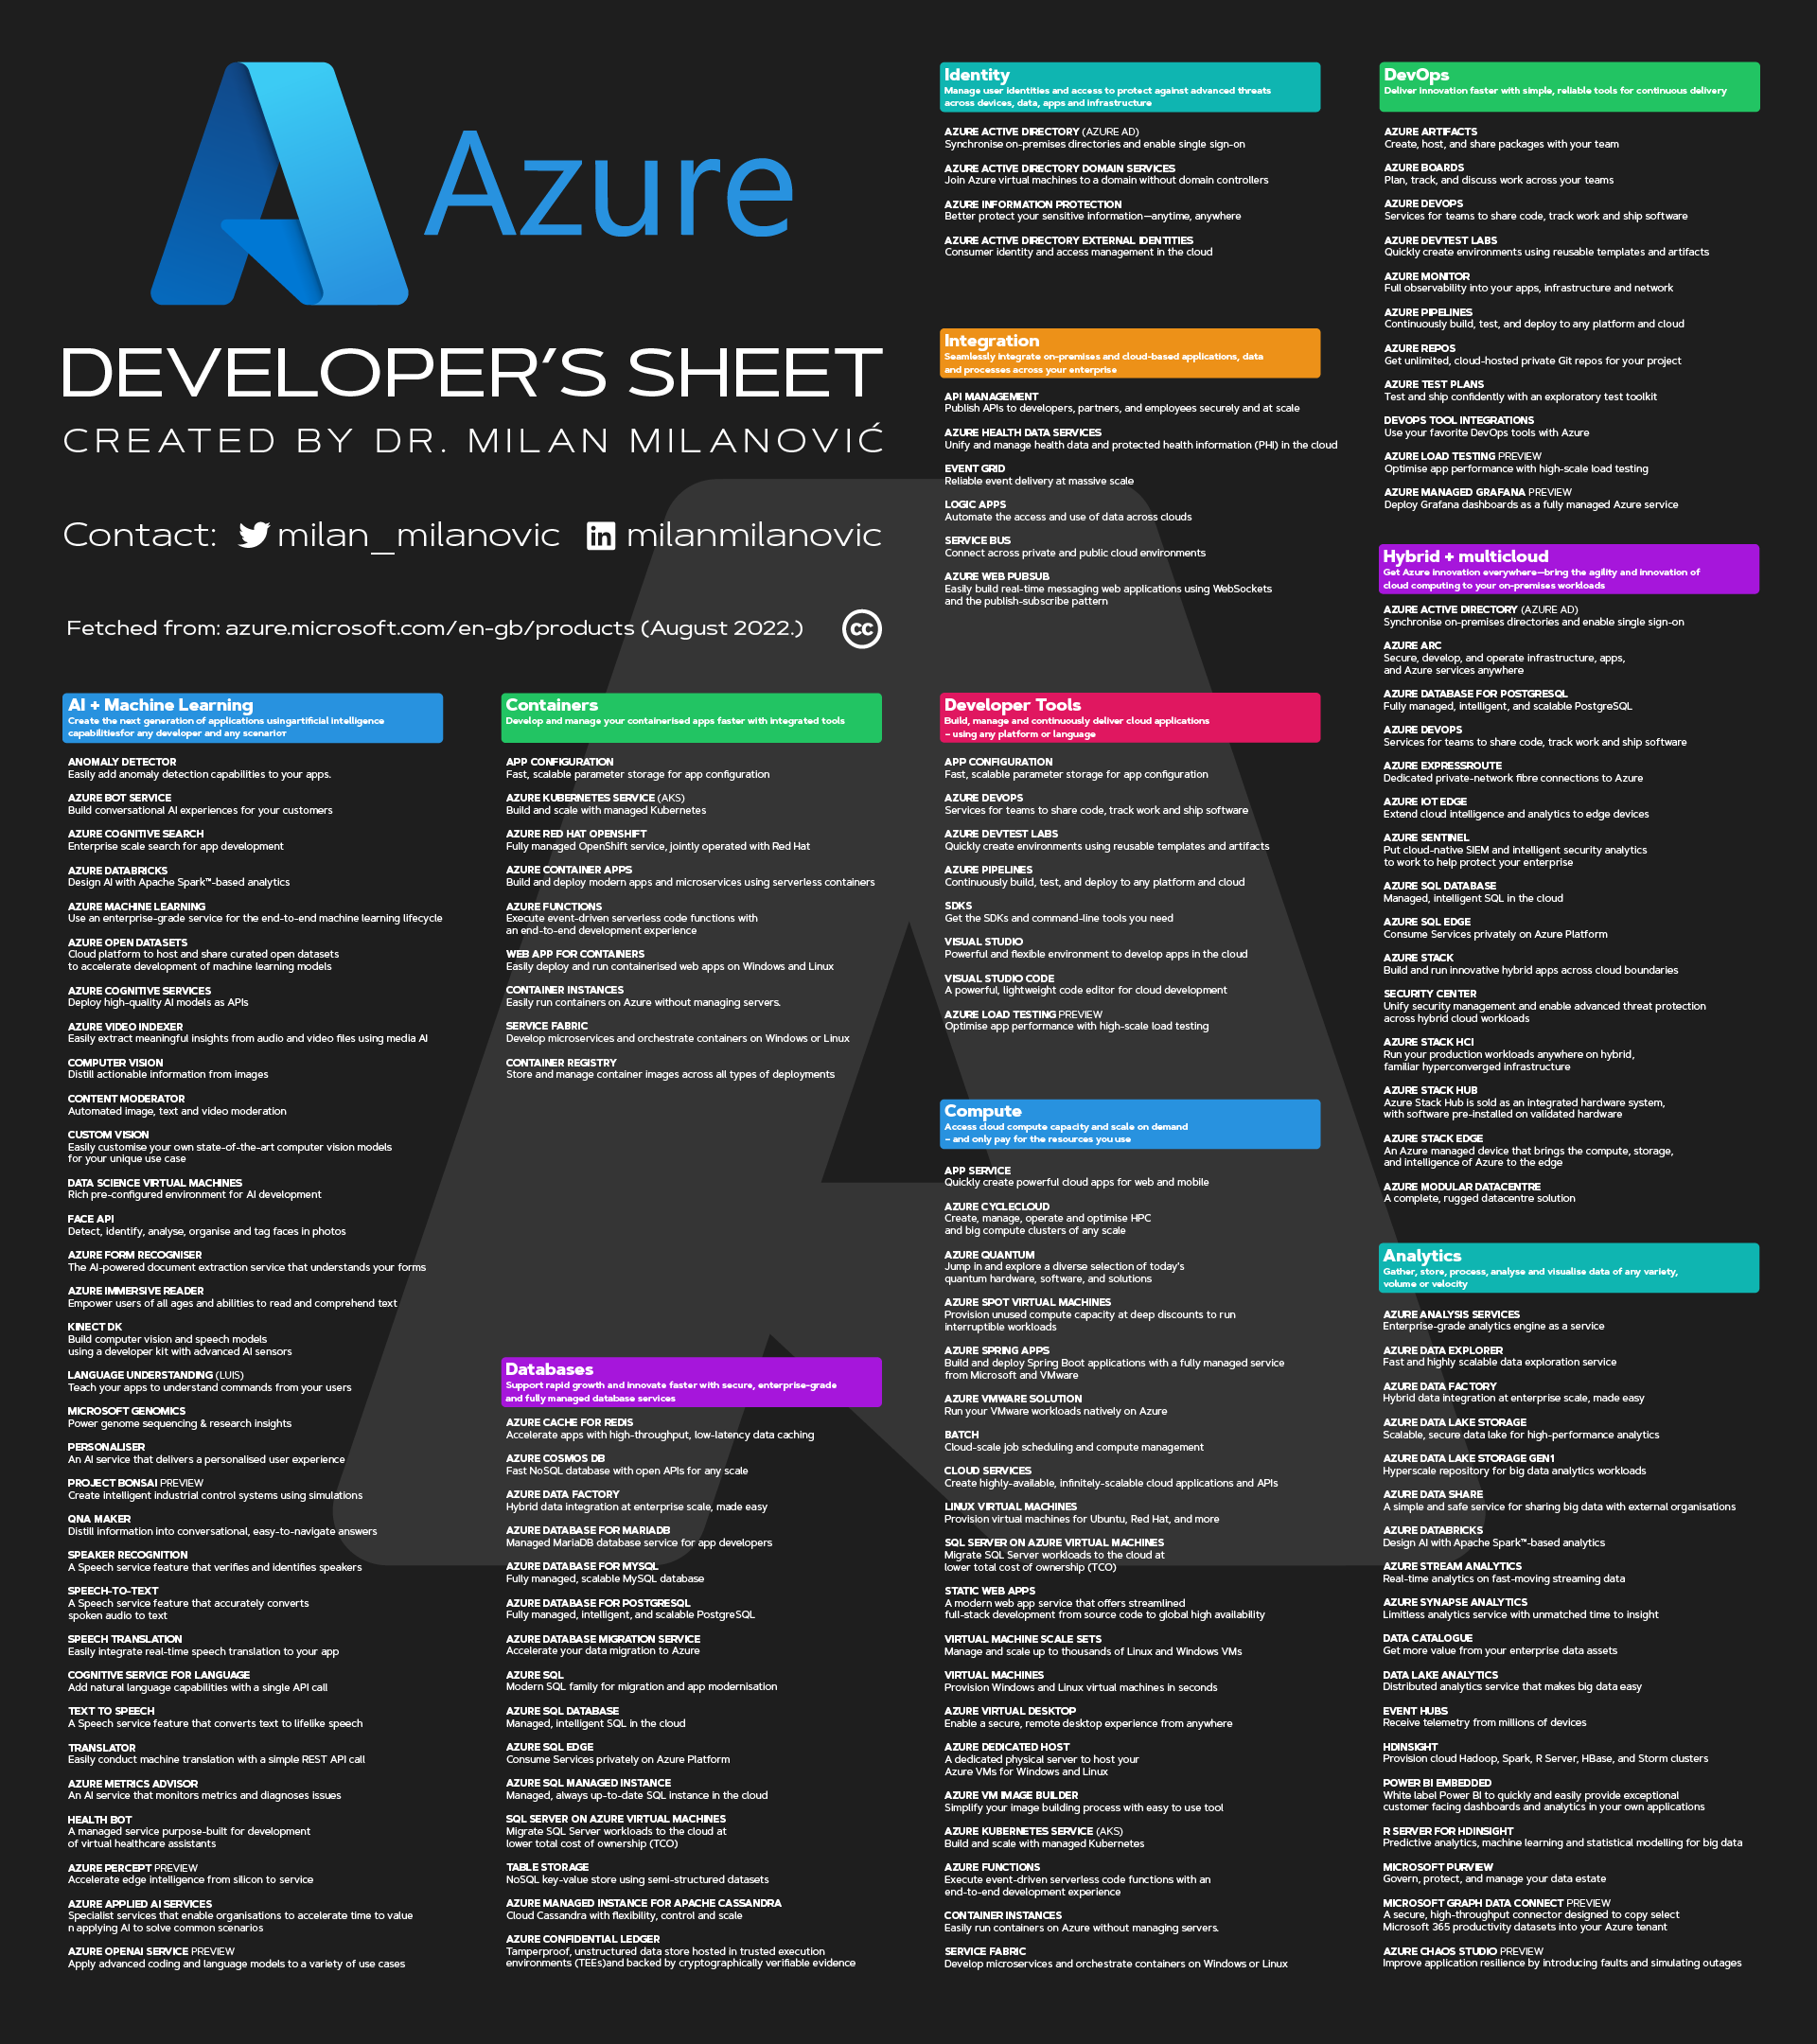 Azure
DEVELOPER'S SHEET
CREATED BY DR. MILAN MILANOVIĆ
Contact: milan_milanovic milanmilanovic
Fetched from: azure.microsoft.com/en-gb/products (August 2022.)
cc
AI + Machine Learning
Create the next generation of applications usingartificial intelligence
capabilitiesfor any developer and any scenarioT
ANOMALY DETECTOR
Easily add anomaly detection capabilities to your apps.
AZURE BOT SERVICE
Build conversational AI experiences for your customers
AZURE COGNITIVE SEARCH
Enterprise scale search for app development
AZURE DATABRICKS
Design AI with Apache Spark™-based analytics
AZURE MACHINE LEARNING
Use an enterprise-grade service for the end-to-end machine learning lifecycle
AZURE OPEN DATASETS
Cloud platform to host and share curated open datasets
to accelerate development of machine learning models
AZURE COGNITIVE SERVICES
Deploy high-quality AI models as APIs
AZURE VIDEO INDEXER
Easily extract meaningful insights from audio and video files using media AI
COMPUTER VISION
Distill actionable information from images
CONTENT MODERATOR
Automated image, text and video moderation
CUSTOM VISION
Easily customise your own state-of-the-art computer vision models
for your unique use case
DATA SCIENCE VIRTUAL MACHINES
Rich pre-configured environment for AI development
FACE API
Detect, identify, analyse, organise and tag faces in photos
AZURE FORM RECOGNISER
The AI-powered document extraction service that understands your forms
AZURE IMMERSIVE READER
Empower users of all ages and abilities to read and comprehend text
KINECT DK
Build computer vision and speech models
using a developer kit with advanced AI sensors
LANGUAGE UNDERSTANDING (LUIS)
Teach your apps to understand commands from your users
MICROSOFT GENOMICS
Power genome sequencing & research insights
PERSONALISER
An AI service that delivers a personalised user experience
PROJECT BONSAI PREVIEW
Create intelligent industrial control systems using simulations
QNA MAKER
Distill information into conversational, easy-to-navigate answers
SPEAKER RECOGNITION
A Speech service feature that verifies and identifies speakers
SPEECH-TO-TEXT
A Speech service feature that accurately converts
spoken audio to text
SPEECH TRANSLATION
Easily integrate real-time speech translation to your app
COGNITIVE SERVICE FOR LANGUAGE
Add natural language capabilities with a single API call
TEXT TO SPEECH
A Speech service feature that converts text to lifelike speech
TRANSLATOR
Easily conduct machine translation with a simple REST API call
AZURE METRICS ADVISOR
An AI service that monitors metrics and diagnoses issues
HEALTH BOT
A managed service purpose-built for development
of virtual healthcare assistants
AZURE PERCEPT PREVIEW
Accelerate edge intelligence from silicon to service
AZURE APPLIED AI SERVICES
Specialist services that enable organisations to accelerate time to value
n applying AI to solve common scenarios
AZURE OPENAI SERVICE PREVIEW
Apply advanced coding and language models to a variety of use cases
Containers
Develop and manage your containerised apps faster with integrated tools
APP CONFIGURATION
Fast, scalable parameter storage for app configuration
AZURE KUBERNETES SERVICE (AKS)
Build and scale with managed Kubernetes
AZURE RED HAT OPENSHIFT
Fully managed OpenShift service, jointly operated with Red Hat
AZURE CONTAINER APPS
Build and deploy modern apps and microservices using serverless containers
AZURE FUNCTIONS
Execute event-driven serverless code functions with
an end-to-end development experience
WEB APP FOR CONTAINERS
Easily deploy and run containerised web apps on Windows and Linux
CONTAINER INSTANCES
Easily run containers on Azure without managing servers.
SERVICE FABRIC
Develop microservices and orchestrate containers on Windows or Linux
CONTAINER REGISTRY
Store and manage container images across all types of deployments
Databases
Support rapid growth and innovate faster with secure, enterprise-grade
and fully managed database services
AZURE CACHE FOR REDIS
Accelerate apps with high-throughput, low-latency data caching
AZURE COSMOS DB
Fast NoSQL database with open APIs for any scale
AZURE DATA FACTORY
Hybrid data integration at enterprise scale, made easy
AZURE DATABASE FOR MARIADB
Managed MariaDB database service for app developers
AZURE DATABASE FOR MYSQL
Fully managed, scalable MySQL database
AZURE DATABASE FOR POSTGRESQL
Fully managed, intelligent, and scalable PostgreSQL
AZURE DATABASE MIGRATION SERVICE
Accelerate your data migration to Azure
AZURE SQL
Modern SQL family for migration and app modernisation
AZURE SQL DATABASE
Managed, intelligent SQL in the cloud
AZURE SQL EDGE
Consume Services privately on Azure Platform
AZURE SQL MANAGED INSTANCE
Managed, always up-to-date SQL instance in the cloud
SQL SERVER ON AZURE VIRTUAL MACHINES
Migrate SQL Server workloads to the cloud at
lower total cost of ownership (TCO)
TABLE STORAGE
NoSQL key-value store using semi-structured datasets
AZURE MANAGED INSTANCE FOR APACHE CASSANDRA
Cloud Cassandra with flexibility, control and scale
AZURE CONFIDENTIAL LEDGER
Tamperproof, unstructured data store hosted in trusted execution
environments (TEEs)and backed by cryptographically verifiable evidence
Identity
Manage user identities and access to protect against advanced threats
across devices, data, apps and infrastructure
AZURE ACTIVE DIRECTORY (AZURE AD)
Synchronise on-premises directories and enable single sign-on
AZURE ACTIVE DIRECTORY DOMAIN SERVICES
Join Azure virtual machines to a domain without domain controllers
AZURE INFORMATION PROTECTION
Better protect your sensitive information—anytime, anywhere
AZURE ACTIVE DIRECTORY EXTERNAL IDENTITIES
Consumer identity and access management in the cloud
Integration
Seamlessly integrate on-premises and cloud-based applications, data
and processes across your enterprise
API MANAGEMENT
Publish APIs to developers, partners, and employees securely and at scale
AZURE HEALTH DATA SERVICES
Unify and manage health data and protected health information (PHI) in the cloud
EVENT GRID
Reliable event delivery at massive scale
LOGIC APPS
Automate the access and use of data across clouds
SERVICE BUS
Connect across private and public cloud environments
AZURE WEB PUBSUB
Easily build real-time messaging web applications using WebSockets
and the publish-subscribe pattern
Developer Tools
Build, manage and continuously deliver cloud applications
– using any platform or language
APP CONFIGURATION
Fast, scalable parameter storage for app configuration
AZURE DEVOPS
Services for teams to share code, track work and ship software
AZURE DEVTEST LABS
Quickly create environments using reusable templates and artifacts
AZURE PIPELINES
Continuously build, test, and deploy to any platform and cloud
SDKS
Get the SDKs and command-line tools you need
VISUAL STUDIO
Powerful and flexible environment to develop apps in the cloud
VISUAL STUDIO CODE
A powerful, lightweight code editor for cloud development
AZURE LOAD TESTING PREVIEW
Optimise app performance with high-scale load testing
Compute
Access cloud compute capacity and scale on demand
– and only pay for the resources you use
APP SERVICE
Quickly create powerful cloud apps for web and mobile
AZURE CYCLECLOUD
Create, manage, operate and optimise HPC
and big compute clusters of any scale
AZURE QUANTUM
Jump in and explore a diverse selection of today's
quantum hardware, software, and solutions
AZURE SPOT VIRTUAL MACHINES
Provision unused compute capacity at deep discounts to run
interruptible workloads
AZURE SPRING APPS
Build and deploy Spring Boot applications with a fully managed service
from Microsoft and VMware
AZURE VMWARE SOLUTION
Run your VMware workloads natively on Azure
BATCH
Cloud-scale job scheduling and compute management
CLOUD SERVICES
Create highly-available, infinitely-scalable cloud applications and APIs
LINUX VIRTUAL MACHINES
Provision virtual machines for Ubuntu, Red Hat, and more
SQL SERVER ON AZURE VIRTUAL MACHINES
Migrate SQL Server workloads to the cloud at
lower total cost of ownership (TCO)
STATIC WEB APPS
A modern web app service that offers streamlined
full-stack development from source code to global high availability
VIRTUAL MACHINE SCALE SETS
Manage and scale up to thousands of Linux and Windows VMs
VIRTUAL MACHINES
Provision Windows and Linux virtual machines in seconds
AZURE VIRTUAL DESKTOP
Enable a secure, remote desktop experience from anywhere
AZURE DEDICATED HOST
A dedicated physical server to host your
Azure VMs for Windows and Linux
AZURE VM IMAGE BUILDER
Simplify your image building process with easy to use tool
AZURE KUBERNETES SERVICE (AKS)
Build and scale with managed Kubernetes
AZURE FUNCTIONS
Execute event-driven serverless code functions with an
end-to-end development experience
CONTAINER INSTANCES
Easily run containers on Azure without managing servers.
SERVICE FABRIC
Develop microservices and orchestrate containers on Windows or Linux
DevOps
Deliver innovation faster with simple, reliable tools for continuous delivery
AZURE ARTIFACTS
Create, host, and share packages with your team
AZURE BOARDS
Plan, track, and discuss work across your teams
AZURE DEVOPS
Services for teams to share code, track work and ship software
AZURE DEVTEST LABS
Quickly create environments using reusable templates and artifacts
AZURE MONITOR
Full observability into your apps, infrastructure and network
AZURE PIPELINES
Continuously build, test, and deploy to any platform and cloud
AZURE REPOS
Get unlimited, cloud-hosted private Git repos for your project
AZURE TEST PLANS
Test and ship confidently with an exploratory test toolkit
DEVOPS TOOL INTEGRATIONS
Use your favorite DevOps tools with Azure
AZURE LOAD TESTING PREVIEW
Optimise app performance with high-scale load testing
AZURE MANAGED GRAFANA PREVIEW
Deploy Grafana dashboards as a fully managed Azure service
Hybrid + multicloud
Get Azure innovation everywhere—bring the agility and innovation of
cloud computing to your on-premises workloads
AZURE ACTIVE DIRECTORY (AZURE AD)
Synchronise on-premises directories and enable single sign-on
AZURE ARC
Secure, develop, and operate infrastructure, apps,
and Azure services anywhere
AZURE DATABASE FOR POSTGRESQL
Fully managed, intelligent, and scalable PostgreSQL
AZURE DEVOPS
Services for teams to share code, track work and ship software
AZURE EXPRESSROUTE
Dedicated private-network fibre connections to Azure
AZURE IOT EDGE
Extend cloud intelligence and analytics to edge devices
AZURE SENTINEL
Put cloud-native SIEM and intelligent security analytics
to work to help protect your enterprise
AZURE SQL DATABASE
Managed, intelligent SQL in the cloud
AZURE SQL EDGE
Consume Services privately on Azure Platform
AZURE STACK
Build and run innovative hybrid apps across cloud boundaries
SECURITY CENTER
Unify security management and enable advanced threat protection
across hybrid cloud workloads
AZURE STACK HCI
Run your production workloads anywhere on hybrid,
familiar hyperconverged infrastructure
AZURE STACK HUB
Azure Stack Hub is sold as an integrated hardware system,
with software pre-installed on validated hardware
AZURE STACK EDGE
An Azure managed device that brings the compute, storage,
and intelligence of Azure to the edge
AZURE MODULAR DATACENTRE
A complete, rugged datacentre solution
Analytics
Gather, store, process, analyse and visualise data of any variety,
volume or velocity
AZURE ANALYSIS SERVICES
Enterprise-grade analytics engine as a service
AZURE DATA EXPLORER
Fast and highly scalable data exploration service
AZURE DATA FACTORY
Hybrid data integration at enterprise scale, made easy
AZURE DATA LAKE STORAGE
Scalable, secure data lake for high-performance analytics
AZURE DATA LAKE STORAGE GEN1
Hyperscale repository for big data analytics workloads
AZURE DATA SHARE
A simple and safe service for sharing big data with external organisations
AZURE DATABRICKS
Design AI with Apache Spark™-based analytics
AZURE STREAM ANALYTICS
Real-time analytics on fast-moving streaming data
AZURE SYNAPSE ANALYTICS
Limitless analytics service with unmatched time to insight
DATA CATALOGUE
Get more value from your enterprise data assets
DATA LAKE ANALYTICS
Distributed analytics service that makes big data easy
EVENT HUBS
Receive telemetry from millions of devices
HDINSIGHT
Provision cloud Hadoop, Spark, R Server, HBase, and Storm clusters
POWER BI EMBEDDED
White label Power BI to quickly and easily provide exceptional
customer facing dashboards and analytics in your own applications
R SERVER FOR HDINSIGHT
Predictive analytics, machine learning and statistical modelling for big data
MICROSOFT PURVIEW
Govern, protect, and manage your data estate
MICROSOFT GRAPH DATA CONNECT PREVIEW
A secure, high-throughput connector designed to copy select
Microsoft 365 productivity datasets into your Azure tenant
AZURE CHAOS STUDIO PREVIEW
Improve application resilience by introducing faults and simulating outages